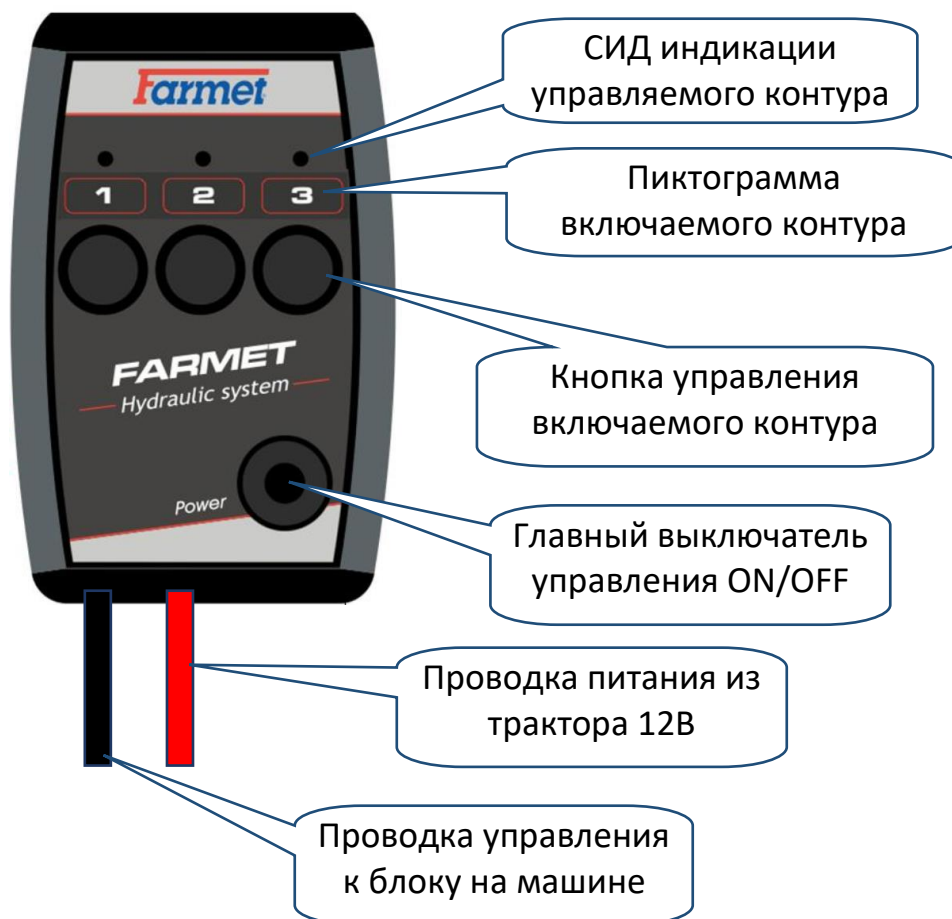 Farmet
1 2 3
FARMET
Hydraulic system
Power
СИД индикации
управляемого контура
Пиктограмма
включаемого контура
Кнопка управления
включаемого контура
Главный выключатель
управления ON/OFF
Проводка питания из
трактора 12В
Проводка управления
к блоку на машине